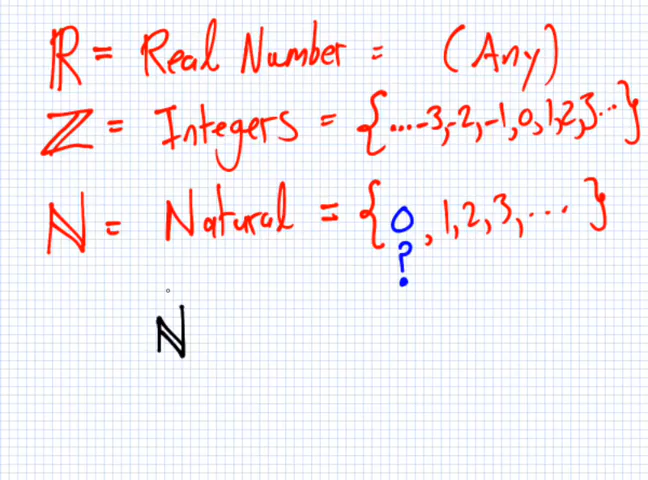 ℝ = Real Number = (Any)
ℤ = Integers = {...-3,-2,-1,0,1,2,3...}
ℕ = Natural = {0,1,2,3,...}
?
ℕ